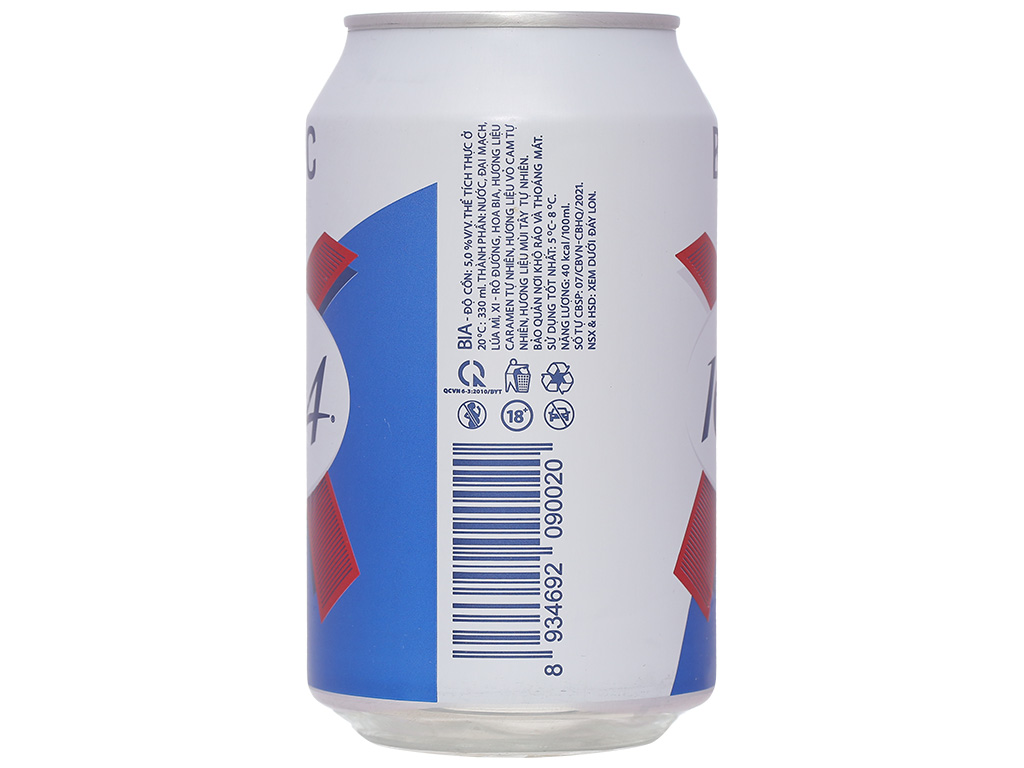 BIA - ĐỘ CỒN: 5,0 %V/V. THỂ TÍCH THỰC Ở
20°C : 330 ml. THÀNH PHẦN: NƯỚC, ĐẠI MẠCH,
LÚA MÌ, XI - RÔ ĐƯỜNG, HOA BIA, HƯƠNG LIỆU
CARAMEN TỰ NHIÊN, HƯƠNG LIỆU VỎ CAM TỰ
NHIÊN, HƯƠNG LIỆU MÙI TÂY TỰ NHIÊN.
BẢO QUẢN NƠI KHÔ RÁO VÀ THOÁNG MÁT.
SỬ DỤNG TỐT NHẤT: 5 °C- 8 °C.
NĂNG LƯỢNG: 40 kcal/100ml.
SỐ TỰ CBSP: 07/CBVN-CBHQ/2021.
NSX & HSD: XEM DƯỚI ĐÁY LON.
QCVN 6-3:2010/BYT
18+
8 934692 090020